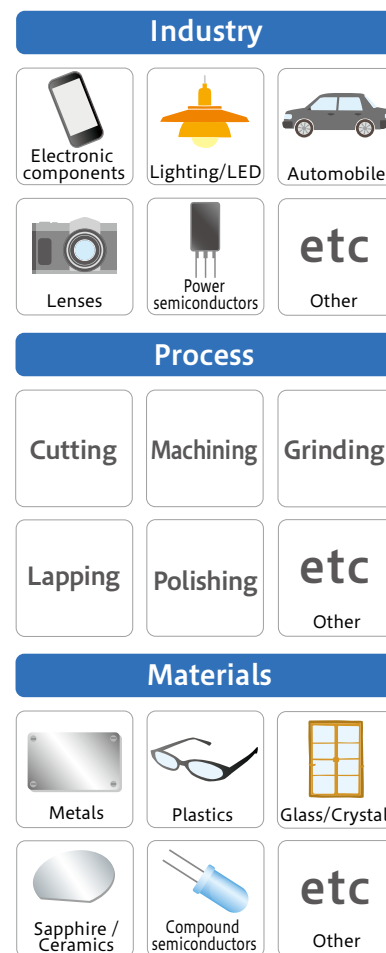 Industry
Electronic
components
Lighting/LED
Automobile
Lenses
Power
semiconductors
etc
Other
Process
Cutting
Machining
Grinding
Lapping
Polishing
etc
Other
Materials
Metals
Plastics
Glass/Crystal
Sapphire /
Ceramics
Compound
semiconductors
etc
Other